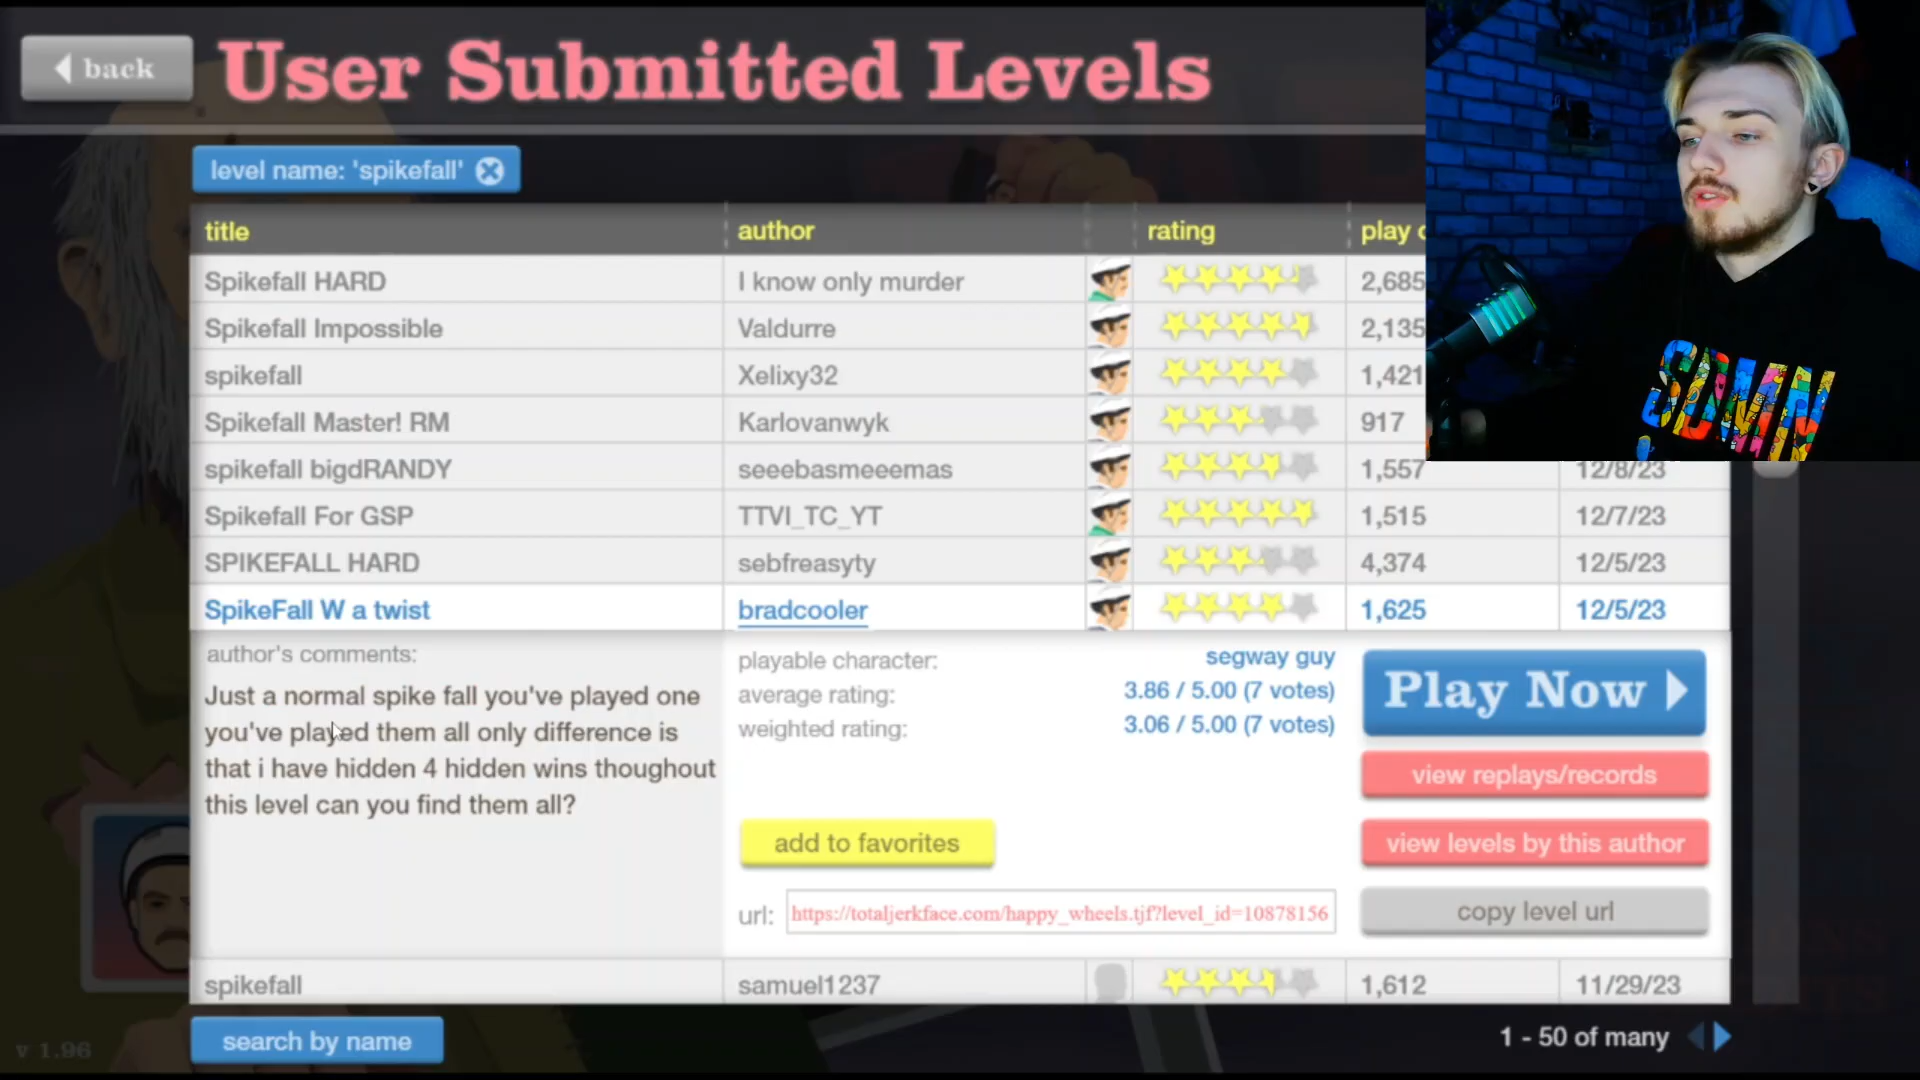 back
User Submitted Levels
level name: 'spikefall'
title author rating play
Spikefall HARD I know only murder 2,685
Spikefall Impossible Valdurre 2,135
spikefall Xelixy32 1,421
Spikefall Master! RM Karlovanwyk 917
spikefall bigdRANDY seeebasmeeemas 1,557 12/8/23
Spikefall For GSP TTVI_TC_YT 1,515 12/7/23
SPIKEFALL HARD sebfreasyty 4,374 12/5/23
SpikeFall W a twist bradcooler 1,625 12/5/23
author's comments:
Just a normal spike fall you've played one
you've played them all only difference is
that i have hidden 4 hidden wins thoughout
this level can you find them all?
playable character: segway guy
average rating: 3.86 / 5.00 (7 votes)
weighted rating: 3.06 / 5.00 (7 votes)
Play Now
view replays/records
add to favorites
view levels by this author
url: https://totaljerkface.com/happy_wheels.tjf?level_id=10878156
copy level url
spikefall samuel1237 1,612 11/29/23
search by name
1 - 50 of many
v 1.96
SDMN